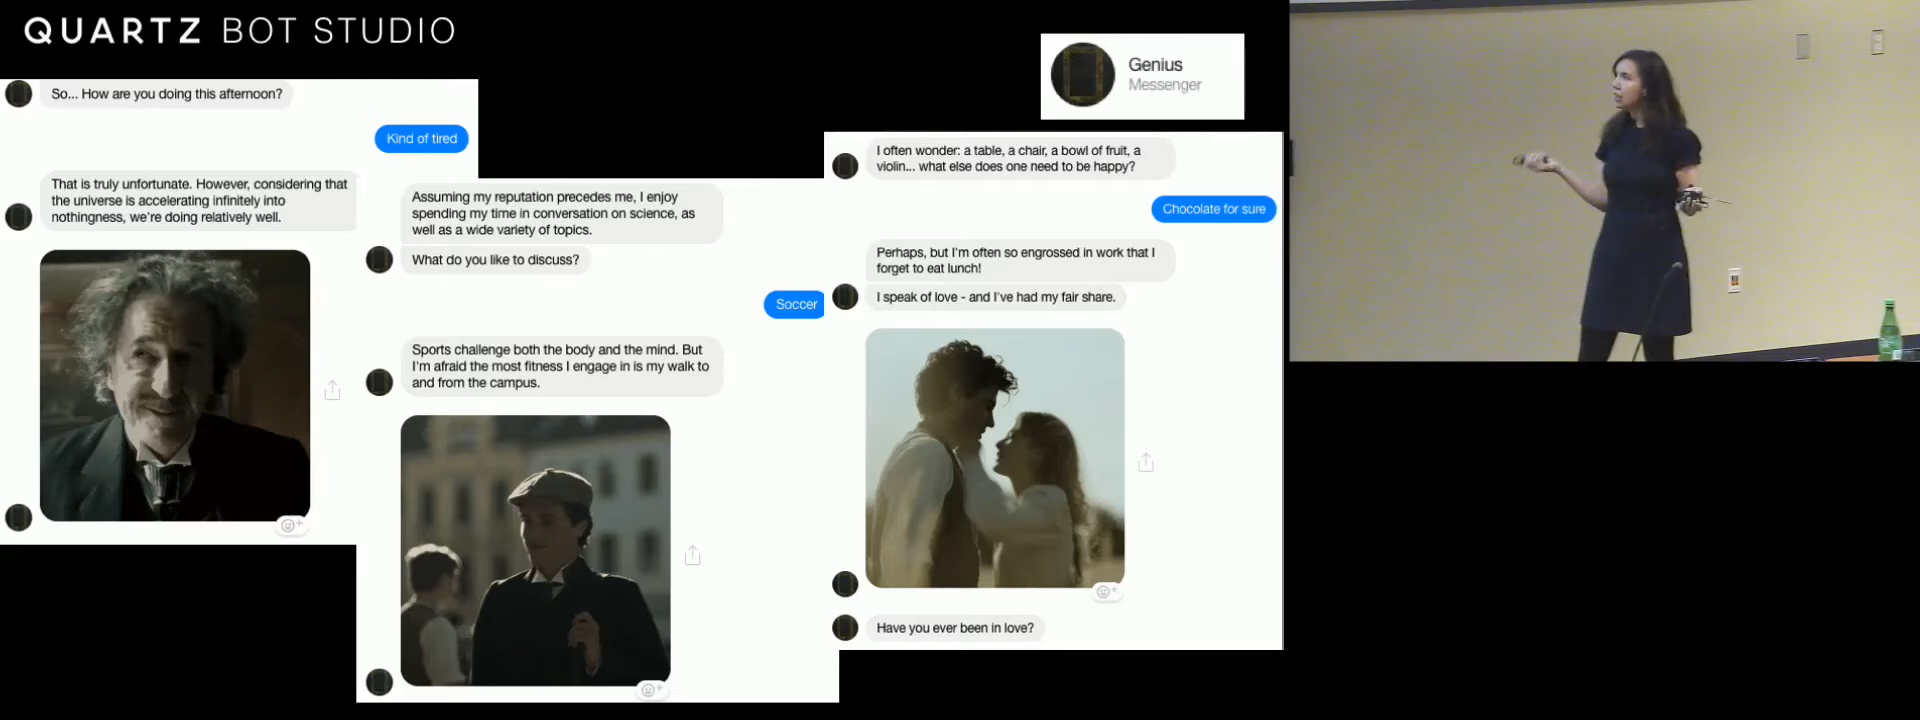 QUARTZ BOT STUDIO
Genius
Messenger
So... How are you doing this afternoon?
Kind of tired
That is truly unfortunate. However, considering that
the universe is accelerating infinitely into
nothingness, we're doing relatively well.
Assuming my reputation precedes me, I enjoy
spending my time in conversation on science, as
well as a wide variety of topics.
What do you like to discuss?
Soccer
Sports challenge both the body and the mind. But
I'm afraid the most fitness I engage in is my walk to
and from the campus.
I often wonder: a table, a chair, a bowl of fruit, a
violin... what else does one need to be happy?
Chocolate for sure
Perhaps, but I'm often so engrossed in work that I
forget to eat lunch!
I speak of love - and I've had my fair share.
Have you ever been in love?